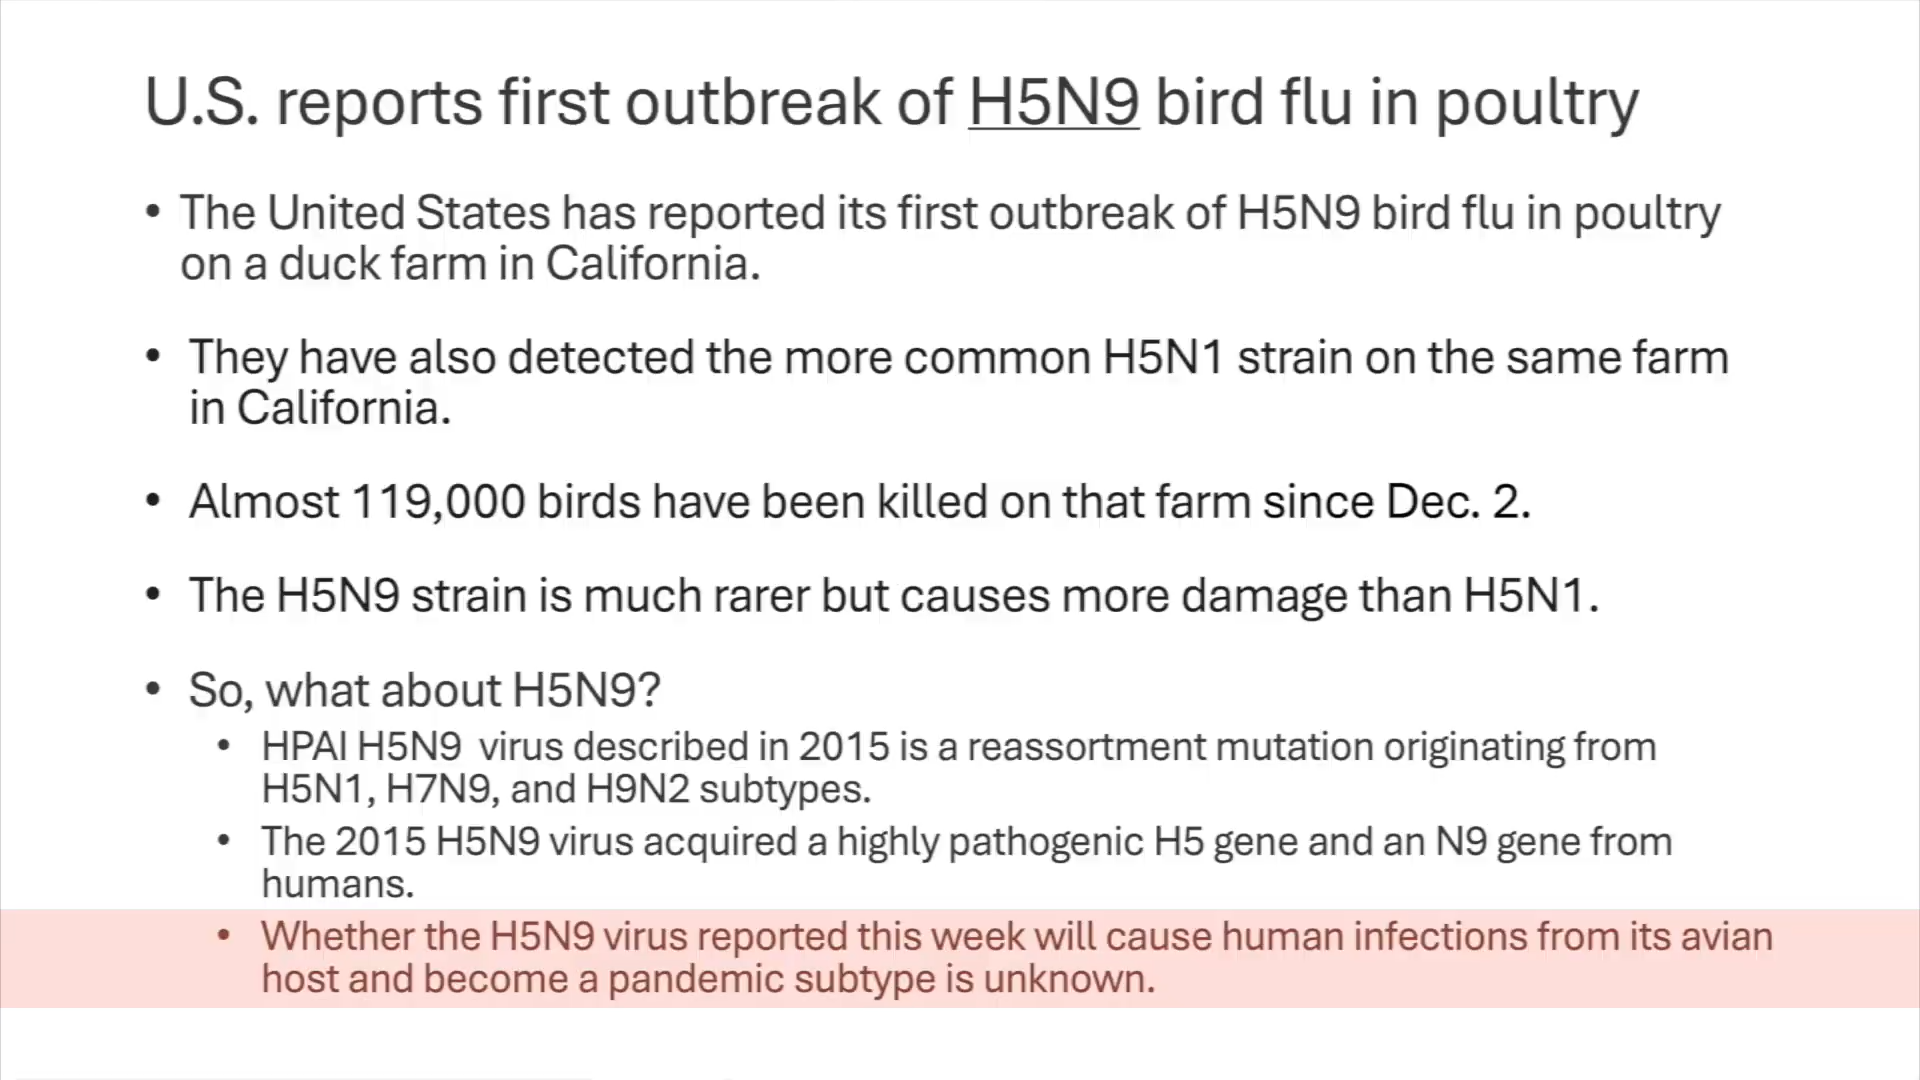 U.S. reports first outbreak of H5N9 bird flu in poultry
• The United States has reported its first outbreak of H5N9 bird flu in poultry
on a duck farm in California.
• They have also detected the more common H5N1 strain on the same farm
in California.
• Almost 119,000 birds have been killed on that farm since Dec. 2.
• The H5N9 strain is much rarer but causes more damage than H5N1.
• So, what about H5N9?
• HPAI H5N9 virus described in 2015 is a reassortment mutation originating from
H5N1, H7N9, and H9N2 subtypes.
• The 2015 H5N9 virus acquired a highly pathogenic H5 gene and an N9 gene from
humans.
• Whether the H5N9 virus reported this week will cause human infections from its avian
host and become a pandemic subtype is unknown.